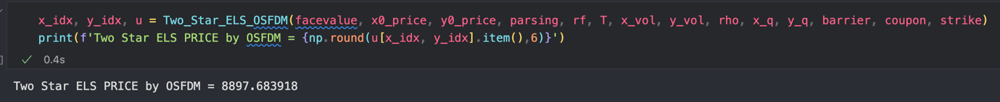 x_idx, y_idx, u = Two_Star_ELS_OSFDM(facevalue, x0_price, y0_price, parsing, rf, T, x_vol, y_vol, rho, x_q, y_q, barrier, coupon, strike)
print(f'Two Star ELS PRICE by OSFDM = {np.round(u[x_idx, y_idx].item(),6)}')
0.4s
Two Star ELS PRICE by OSFDM = 8897.683918